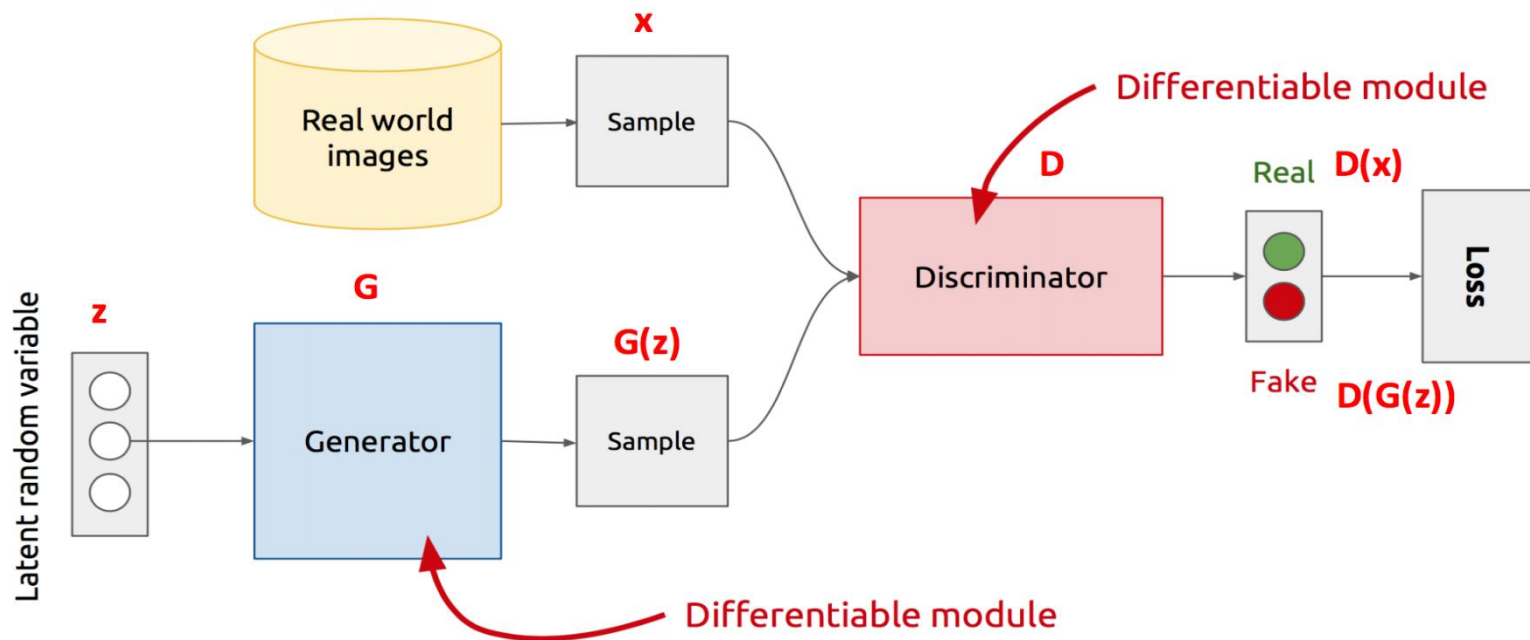 x
Real world
images
Sample
Differentiable module
D
Real
D(x)
Discriminator
Loss
Latent random variable
z
G
Generator
G(z)
Sample
Fake
D(G(z))
Differentiable module